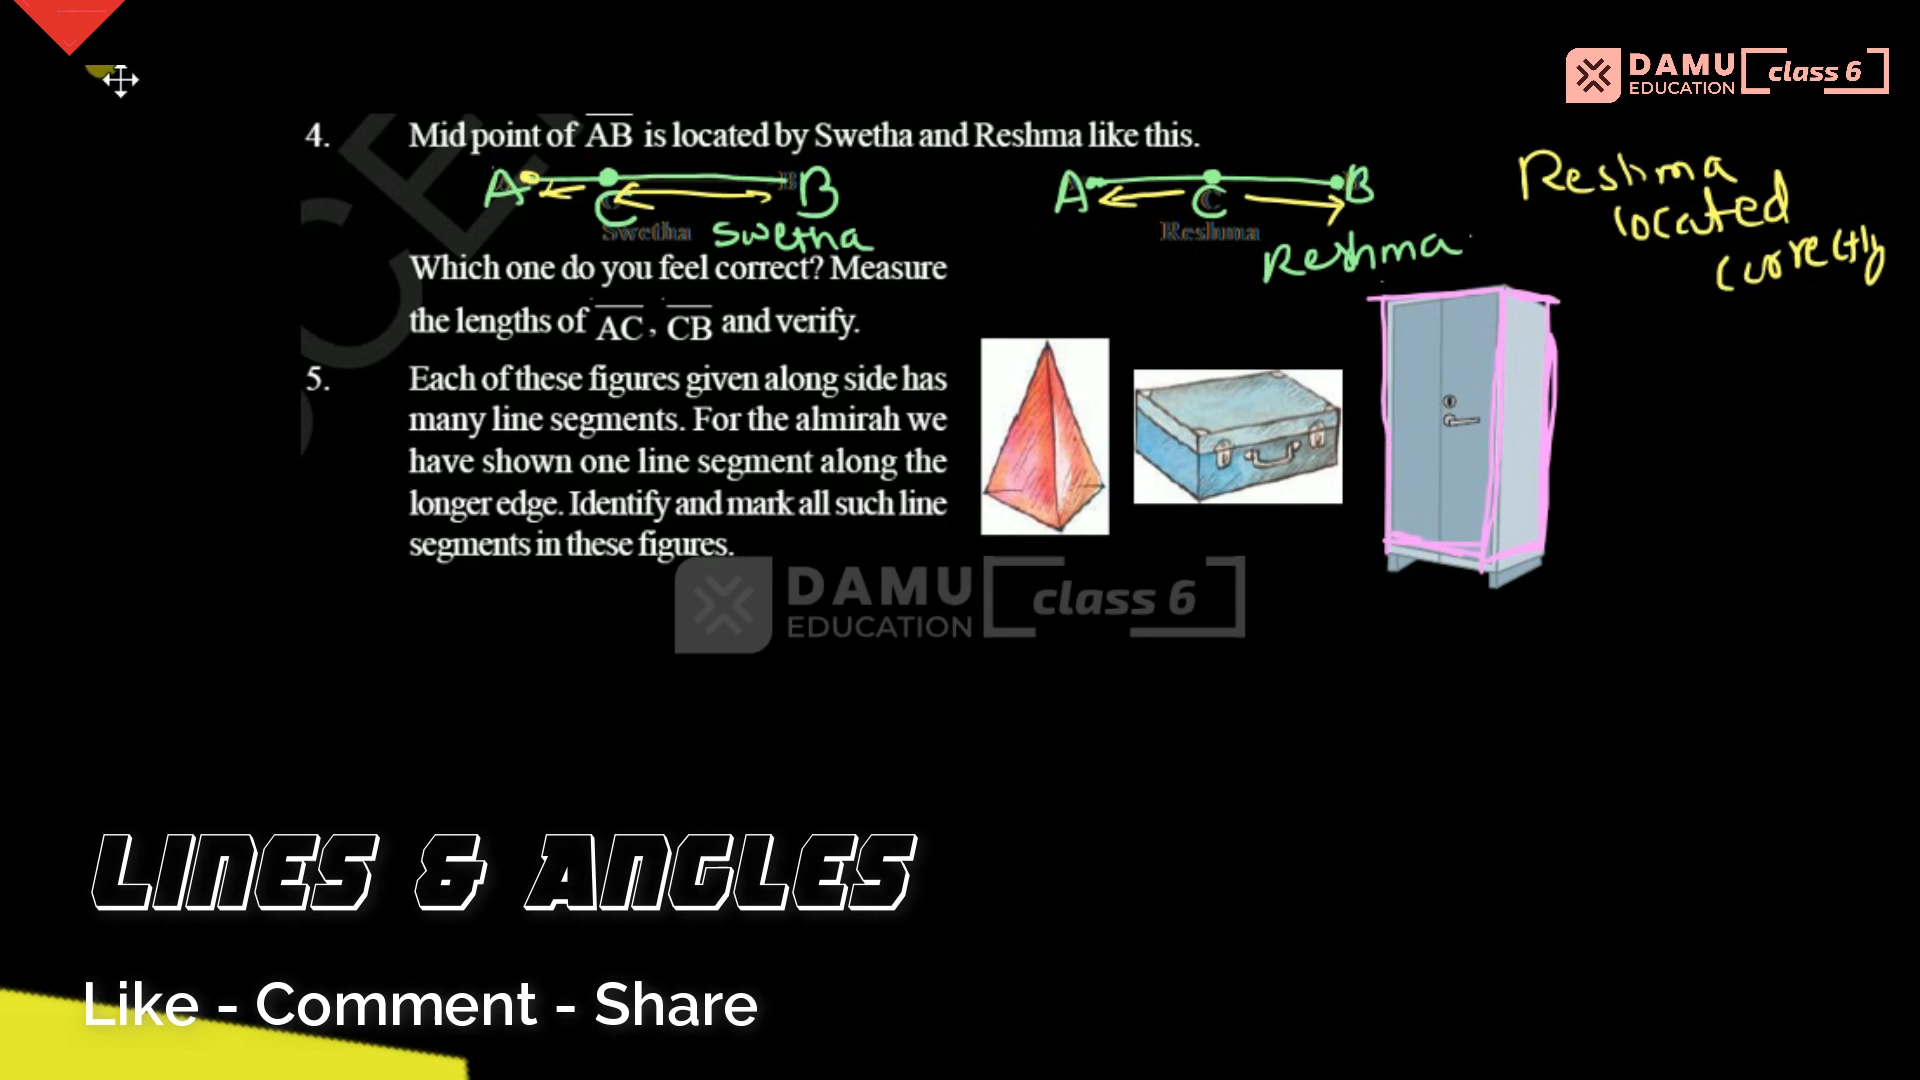 DAMU
EDUCATION
class 6
4. Mid point of AB is located by Swetha and Reshma like this.
A C B
A C B
Swetha Swetha
Reshma
Reshma
Reshma
located
correctly
Which one do you feel correct? Measure
the lengths of AC, CB and verify.
5. Each of these figures given along side has
many line segments. For the almirah we
have shown one line segment along the
longer edge. Identify and mark all such line
segments in these figures.
DAMU
EDUCATION
class 6
LINES & ANGLES
Like - Comment - Share